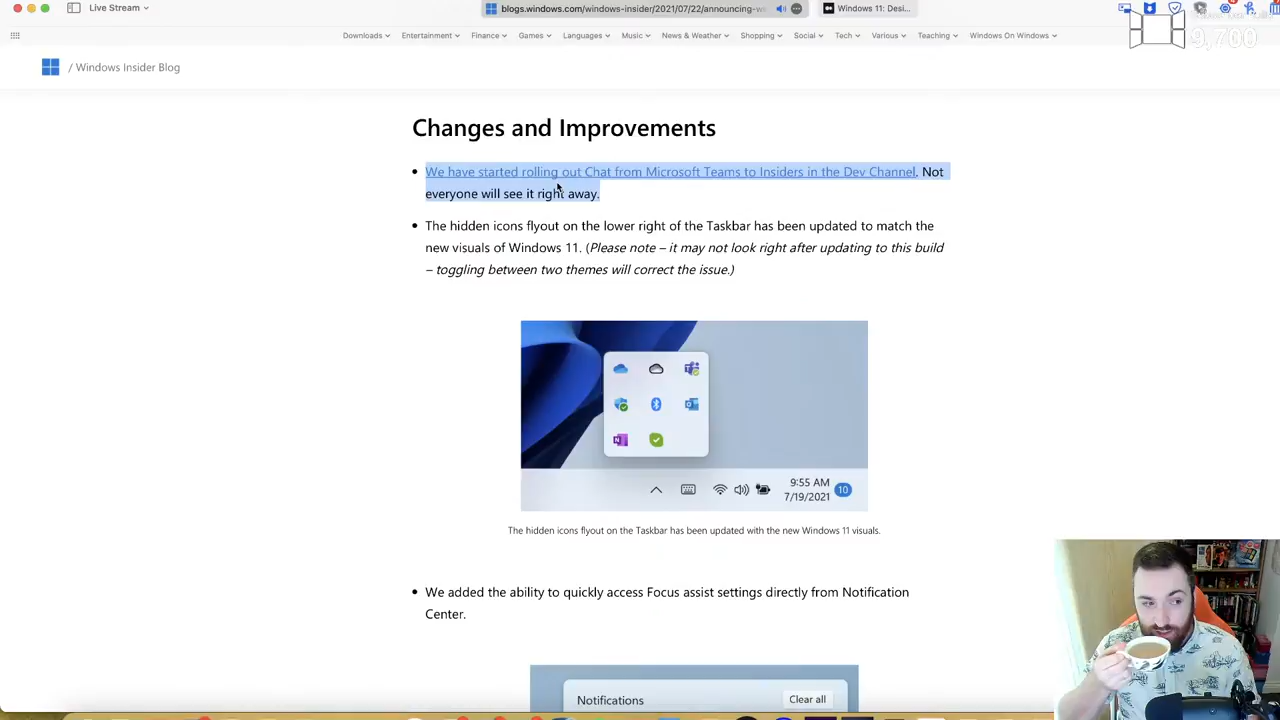 Live Stream
blogs.windows.com/windows-insider/2021/07/22/announcing-w
Windows 11: Desi...
Downloads
Entertainment
Finance
Games
Languages
Music
News & Weather
Shopping
Social
Tech
Various
Teaching
Windows On Windows
9,700
/ Windows Insider Blog
Changes and Improvements
• We have started rolling out Chat from Microsoft Teams to Insiders in the Dev Channel. Not
everyone will see it right away.
• The hidden icons flyout on the lower right of the Taskbar has been updated to match the
new visuals of Windows 11. (Please note – it may not look right after updating to this build
– toggling between two themes will correct the issue.)
9:55 AM
7/19/2021
10
The hidden icons flyout on the Taskbar has been updated with the new Windows 11 visuals.
• We added the ability to quickly access Focus assist settings directly from Notification
Center.
Notifications
Clear all